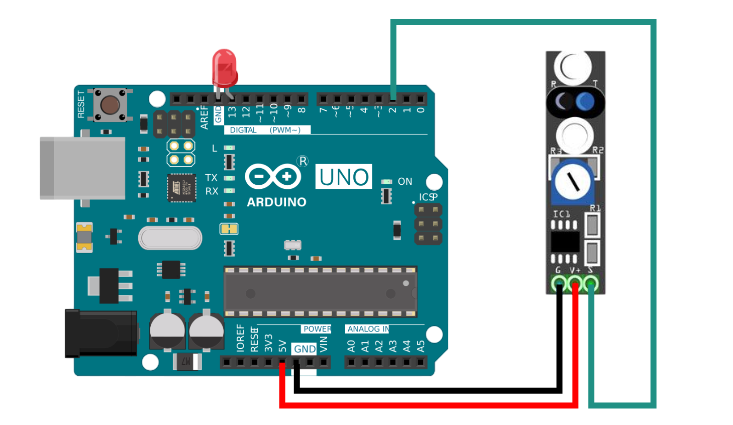 RESET
AREF
GND
13
12
~11
~10
~9
8
7
~6
~5
4
~3
2
1
0
DIGITAL (PWM~)
L
TX
RX
®
UNO
ARDUINO
ON
ICSP
IOREF
RESET
3V3
5V
GND
VIN
POWER
ANALOG IN
A0
A1
A2
A3
A4
A5
R
T
R3
R2
R1
IC1
G
V+
S